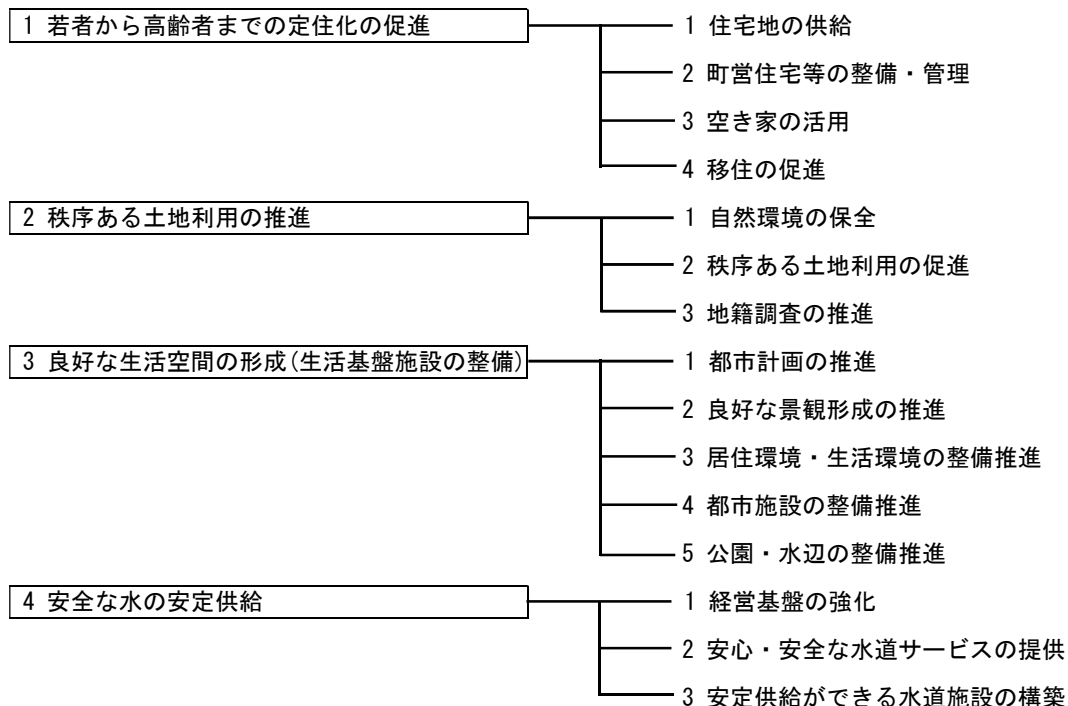 1 若者から高齢者までの定住化の促進
1 住宅地の供給
2 町営住宅等の整備・管理
3 空き家の活用
4 移住の促進
2 秩序ある土地利用の推進
1 自然環境の保全
2 秩序ある土地利用の促進
3 地籍調査の推進
3 良好な生活空間の形成(生活基盤施設の整備)
1 都市計画の推進
2 良好な景観形成の推進
3 居住環境・生活環境の整備推進
4 都市施設の整備推進
5 公園・水辺の整備推進
4 安全な水の安定供給
1 経営基盤の強化
2 安心・安全な水道サービスの提供
3 安定供給ができる水道施設の構築